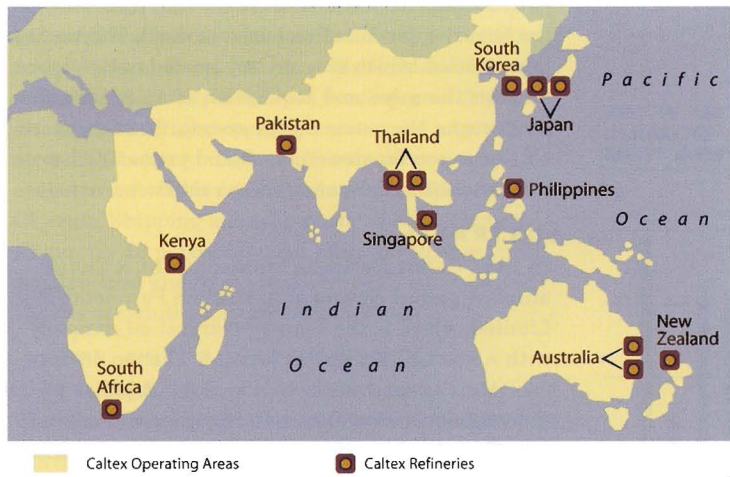 South
Korea
Pacific
Japan
Pakistan
Thailand
Philippines
Ocean
Singapore
Kenya
Indian
Ocean
New
Zealand
Australia
South
Africa
Caltex Operating Areas
Caltex Refineries